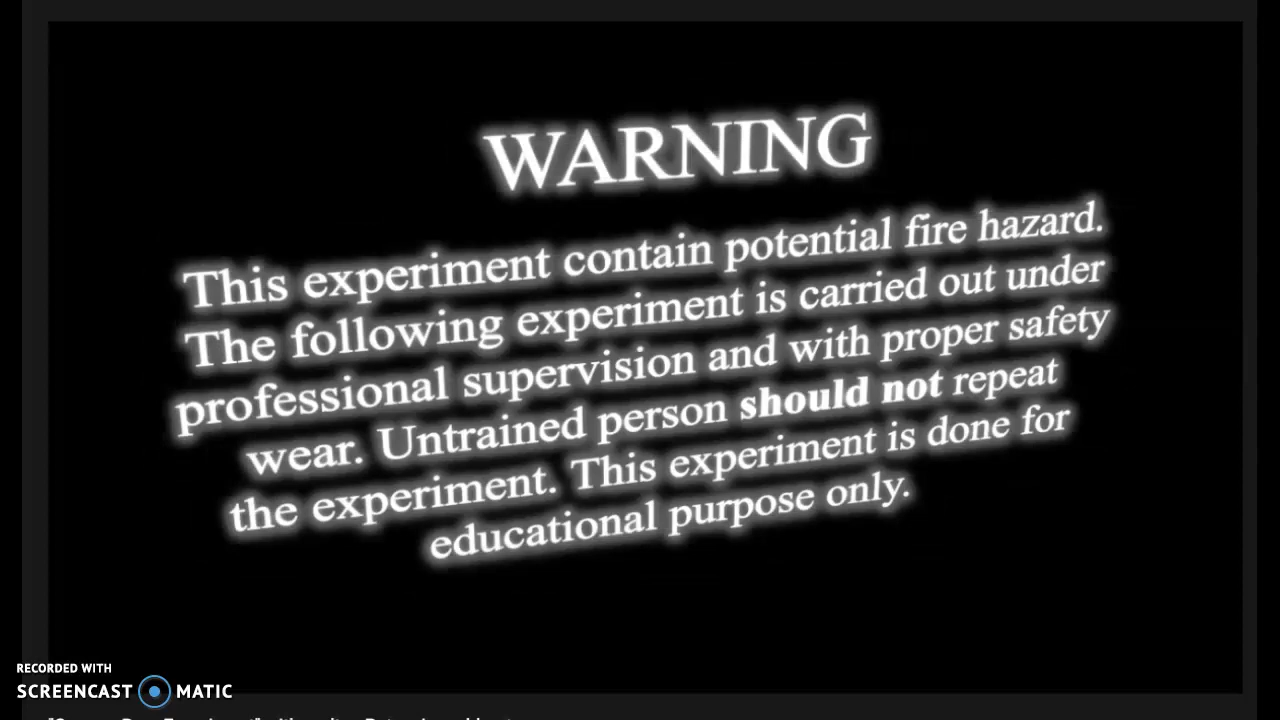 WARNING
This experiment contain potential fire hazard.
The following experiment is carried out under
professional supervision and with proper safety
wear. Untrained person should not repeat
the experiment. This experiment is done for
educational purpose only.
RECORDED WITH
SCREENCAST MATIC